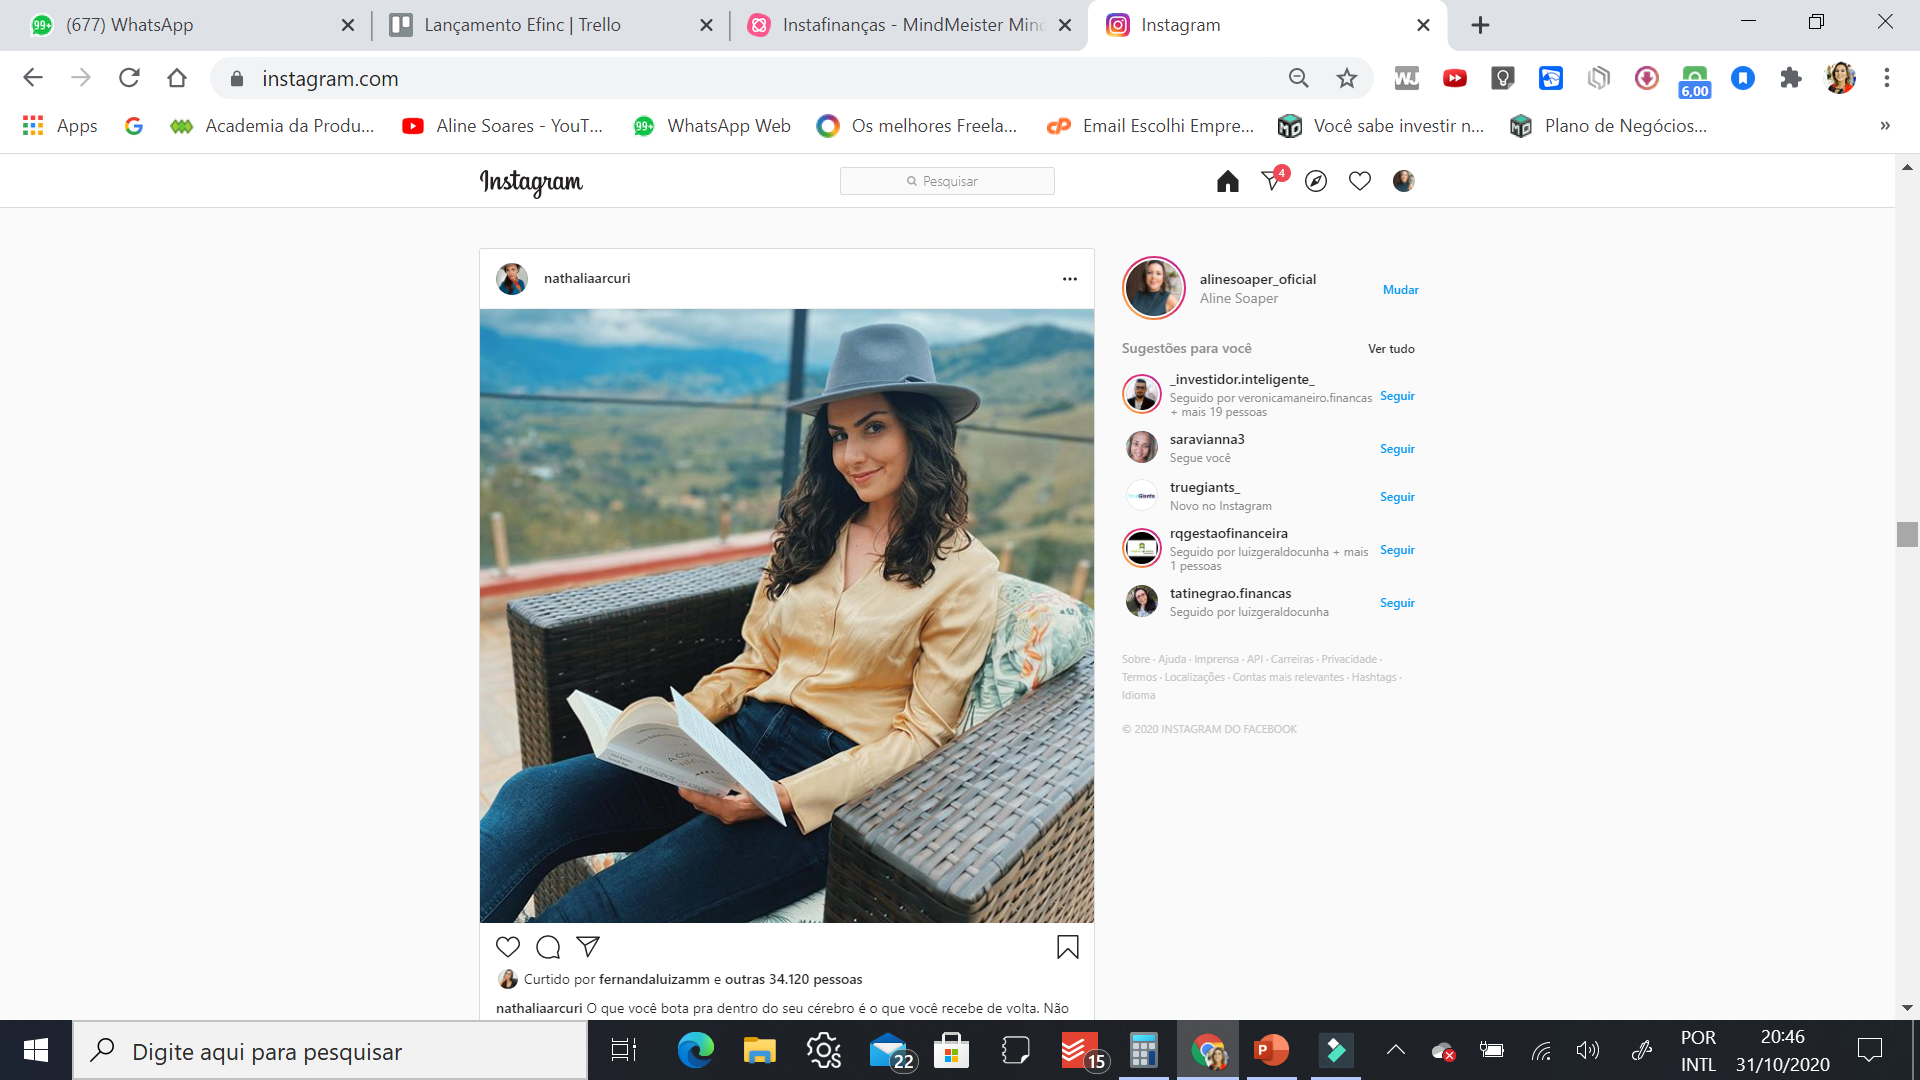 (677) WhatsApp
Lançamento Efinc | Trello
Instafinanças - MindMeister Mind
Instagram
instagram.com
6,00
Apps
Academia da Produ...
Aline Soares - YouT...
WhatsApp Web
Os melhores Freela...
Email Escolhi Empre...
Você sabe investir n...
Plano de Negócios...
»
Instagram
Pesquisar
4
nathaliaarcuri
alinesoaper_oficial
Aline Soaper
Mudar
Sugestões para você
Ver tudo
_investidor.inteligente_
Seguido por veronicamaneiro.financas
+ mais 19 pessoas
Seguir
saravianna3
Segue você
Seguir
truegiants_
Novo no Instagram
Seguir
rqgestaofinanceira
Seguido por luizgeraldocunha + mais
1 pessoas
Seguir
tatinegrao.financas
Seguido por luizgeraldocunha
Seguir
Sobre · Ajuda · Imprensa · API · Carreiras · Privacidade ·
Termos · Localizações · Contas mais relevantes · Hashtags ·
Idioma
© 2020 INSTAGRAM DO FACEBOOK
Curtido por fernandaluizamm e outras 34.120 pessoas
nathaliaarcuri O que você bota pra dentro do seu cérebro é o que você recebe de volta. Não
Digite aqui para pesquisar
22
15
POR
INTL
20:46
31/10/2020